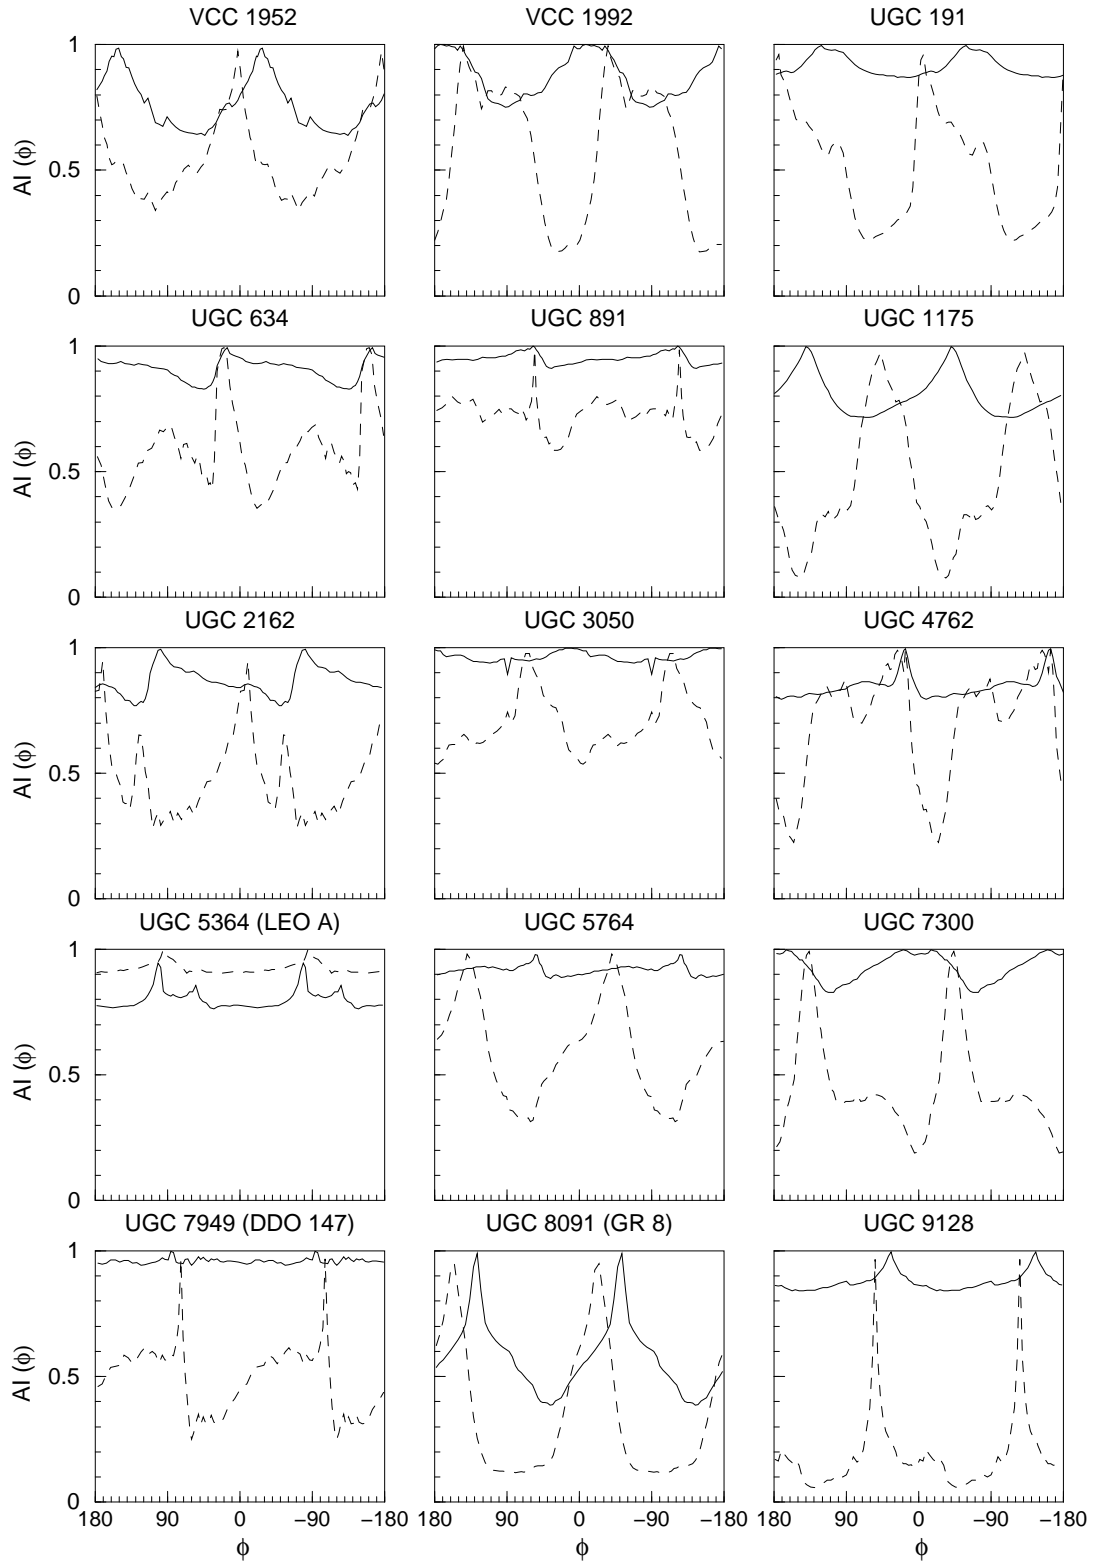 VCC 1952 VCC 1992 UGC 191
1
AI (ϕ)
0.5
0
UGC 634 UGC 891 UGC 1175
1
AI (ϕ)
0.5
0
UGC 2162 UGC 3050 UGC 4762
1
AI (ϕ)
0.5
0
UGC 5364 (LEO A) UGC 5764 UGC 7300
1
AI (ϕ)
0.5
0
UGC 7949 (DDO 147) UGC 8091 (GR 8) UGC 9128
1
AI (ϕ)
0.5
0
180 90 0 −90 −180 90 0 −90 −180 90 0 −90 −180
ϕ ϕ ϕ